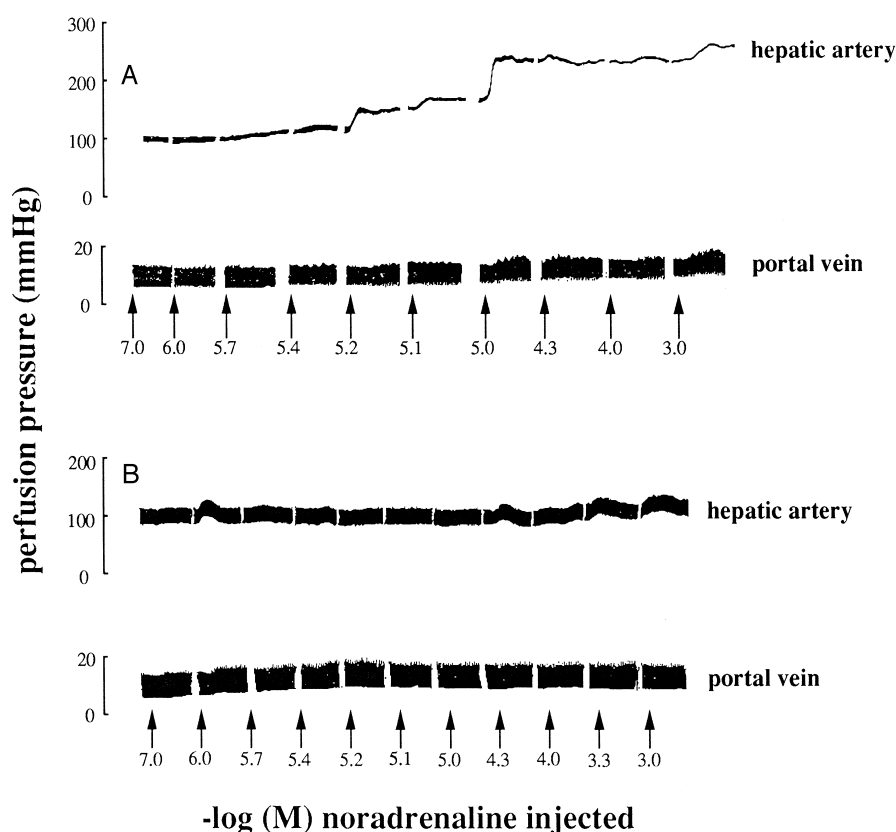 perfusion pressure (mmHg)
A
300
200
100
0
hepatic artery
20
0
portal vein
7.0 6.0 5.7 5.4 5.2 5.1 5.0 4.3 4.0 3.0
B
200
100
0
hepatic artery
20
10
0
portal vein
7.0 6.0 5.7 5.4 5.2 5.1 5.0 4.3 4.0 3.3 3.0
-log (M) noradrenaline injected